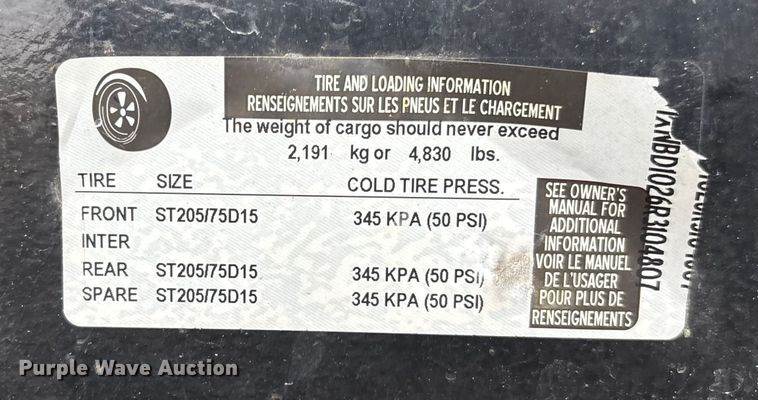 TIRE AND LOADING INFORMATION
RENSEIGNEMENTS SUR LES PNEUS ET LE CHARGEMENT
The weight of cargo should never exceed
2,191 kg or 4,830 lbs.
TIRE SIZE COLD TIRE PRESS.
FRONT ST205/75D15 345 KPA (50 PSI)
INTER
REAR ST205/75D15 345 KPA (50 PSI)
SPARE ST205/75D15 345 KPA (50 PSI)
SEE OWNER'S
MANUAL FOR
ADDITIONAL
INFORMATION
VOIR LE MANUEL
DE L'USAGER
POUR PLUS DE
RENSEIGNEMENTS
Purple Wave Auction